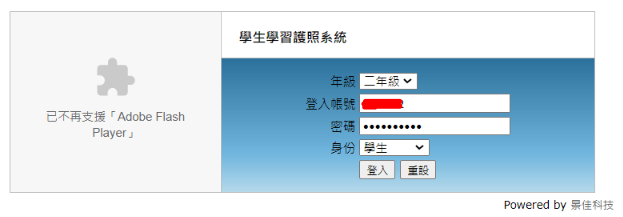 學生學習護照系統
已不再支援「Adobe Flash
Player」
年級 二年級
登入帳號
密碼 ••••••••••
身份 學生
登入 重設
Powered by 景佳科技